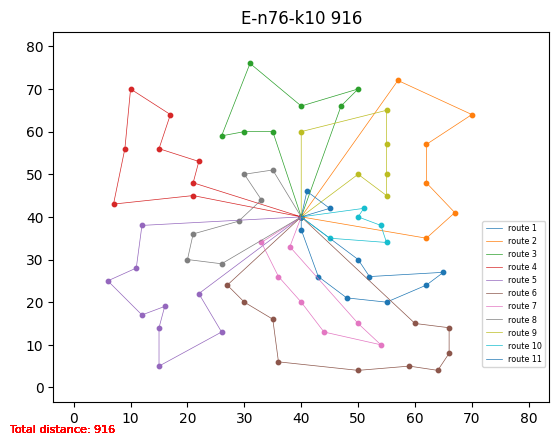 E-n76-k10 916
80
70
60
50
40
30
20
10
0
0 10 20 30 40 50 60 70 80
route 1
route 2
route 3
route 4
route 5
route 6
route 7
route 8
route 9
route 10
route 11
Total distance: 916